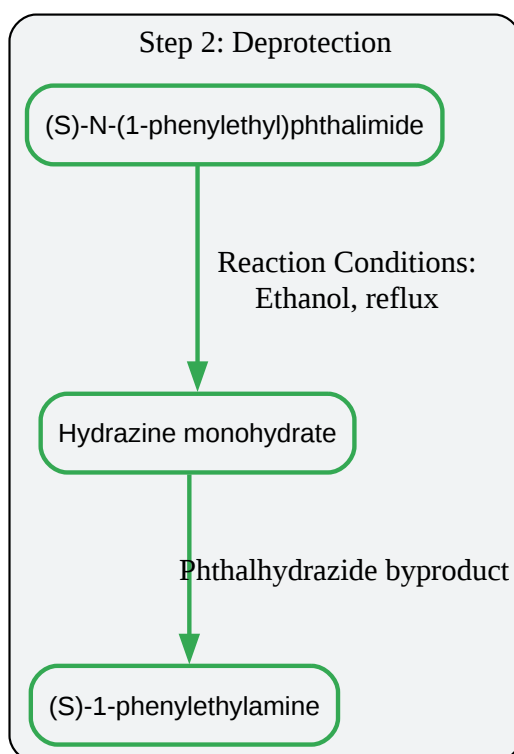 Step 2: Deprotection
(S)-N-(1-phenylethyl)phthalimide
Reaction Conditions:
Ethanol, reflux
Hydrazine monohydrate
Phthalhydrazide byproduct
(S)-1-phenylethylamine